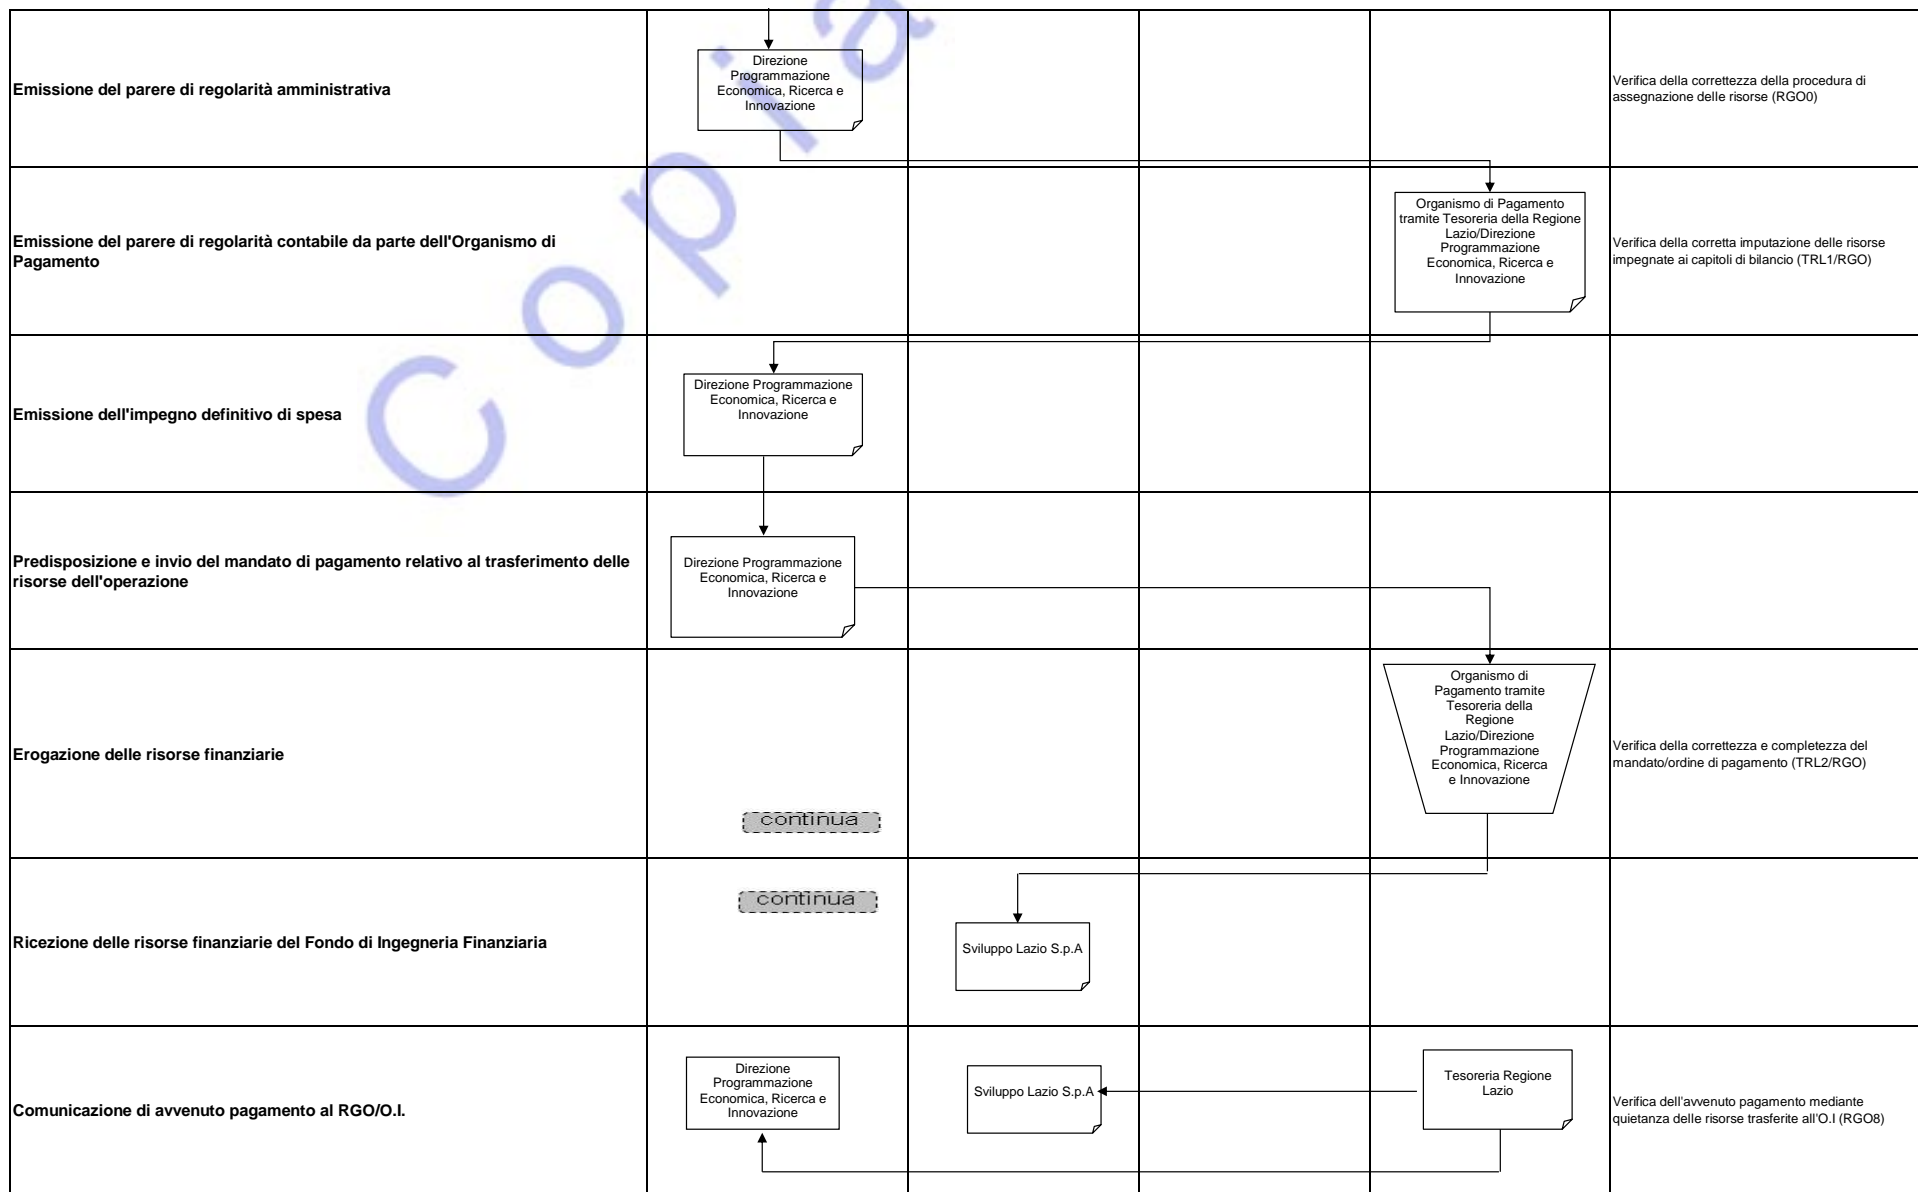 Copia
Emissione del parere di regolarità amministrativa
Direzione
Programmazione
Economica, Ricerca e
Innovazione
Verifica della correttezza della procedura di
assegnazione delle risorse (RGO0)
Emissione del parere di regolarità contabile da parte dell'Organismo di
Pagamento
Organismo di Pagamento
tramite Tesoreria della Regione
Lazio/Direzione
Programmazione
Economica, Ricerca e
Innovazione
Verifica della corretta imputazione delle risorse
impegnate ai capitoli di bilancio (TRL1/RGO)
Emissione dell'impegno definitivo di spesa
Direzione Programmazione
Economica, Ricerca e
Innovazione
Predisposizione e invio del mandato di pagamento relativo al trasferimento delle
risorse dell'operazione
Direzione Programmazione
Economica, Ricerca e
Innovazione
Erogazione delle risorse finanziarie
continua
Organismo di
Pagamento tramite
Tesoreria della
Regione
Lazio/Direzione
Programmazione
Economica, Ricerca
e Innovazione
Verifica della correttezza e completezza del
mandato/ordine di pagamento (TRL2/RGO)
Ricezione delle risorse finanziarie del Fondo di Ingegneria Finanziaria
continua
Sviluppo Lazio S.p.A
Comunicazione di avvenuto pagamento al RGO/O.I.
Direzione
Programmazione
Economica, Ricerca e
Innovazione
Sviluppo Lazio S.p.A
Tesoreria Regione
Lazio
Verifica dell'avvenuto pagamento mediante
quietanza delle risorse trasferite all'O.I (RGO8)